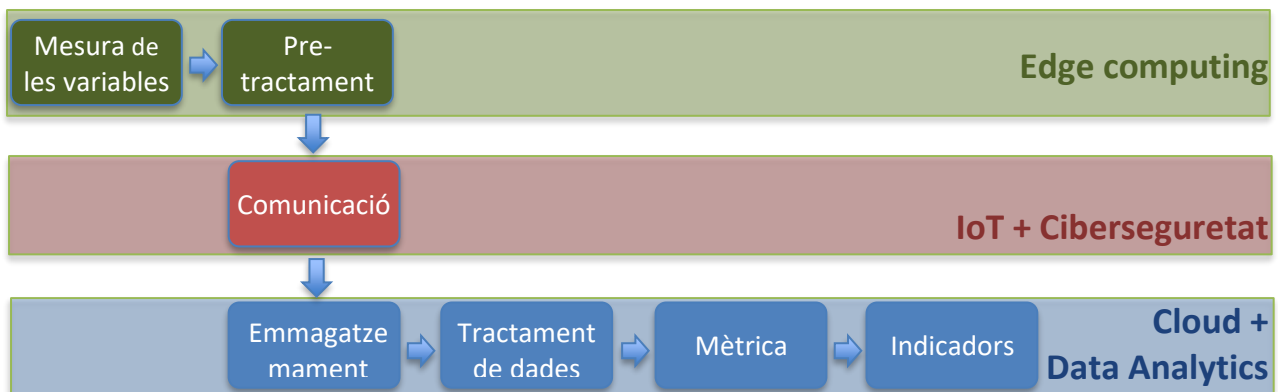 Mesura de
les variables
Pre-
tractament
Edge computing
Comunicació
IoT + Ciberseguretat
Emmagatze
mament
Tractament
de dades
Mètrica
Indicadors
Cloud +
Data Analytics